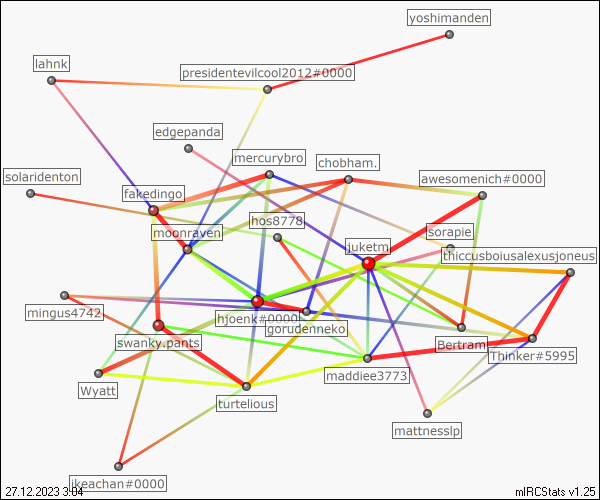 yoshimanden
lahnk
presidentevilcool2012#0000
edgepanda
mercurybro
chobham.
solaridenton
awesomenich#0000
fakedingo
hos8778
moonraven
sorapie
juketm
thiccusboiusalexusjoneus
mingus4742
hjoenk#0000
gorudenneko
swanky.pants
Bertram
Thinker#5995
Wyatt
maddiee3773
turtelious
mattnesslp
ikeachan#0000
27.12.2023 3:04
mIRCStats v1.25